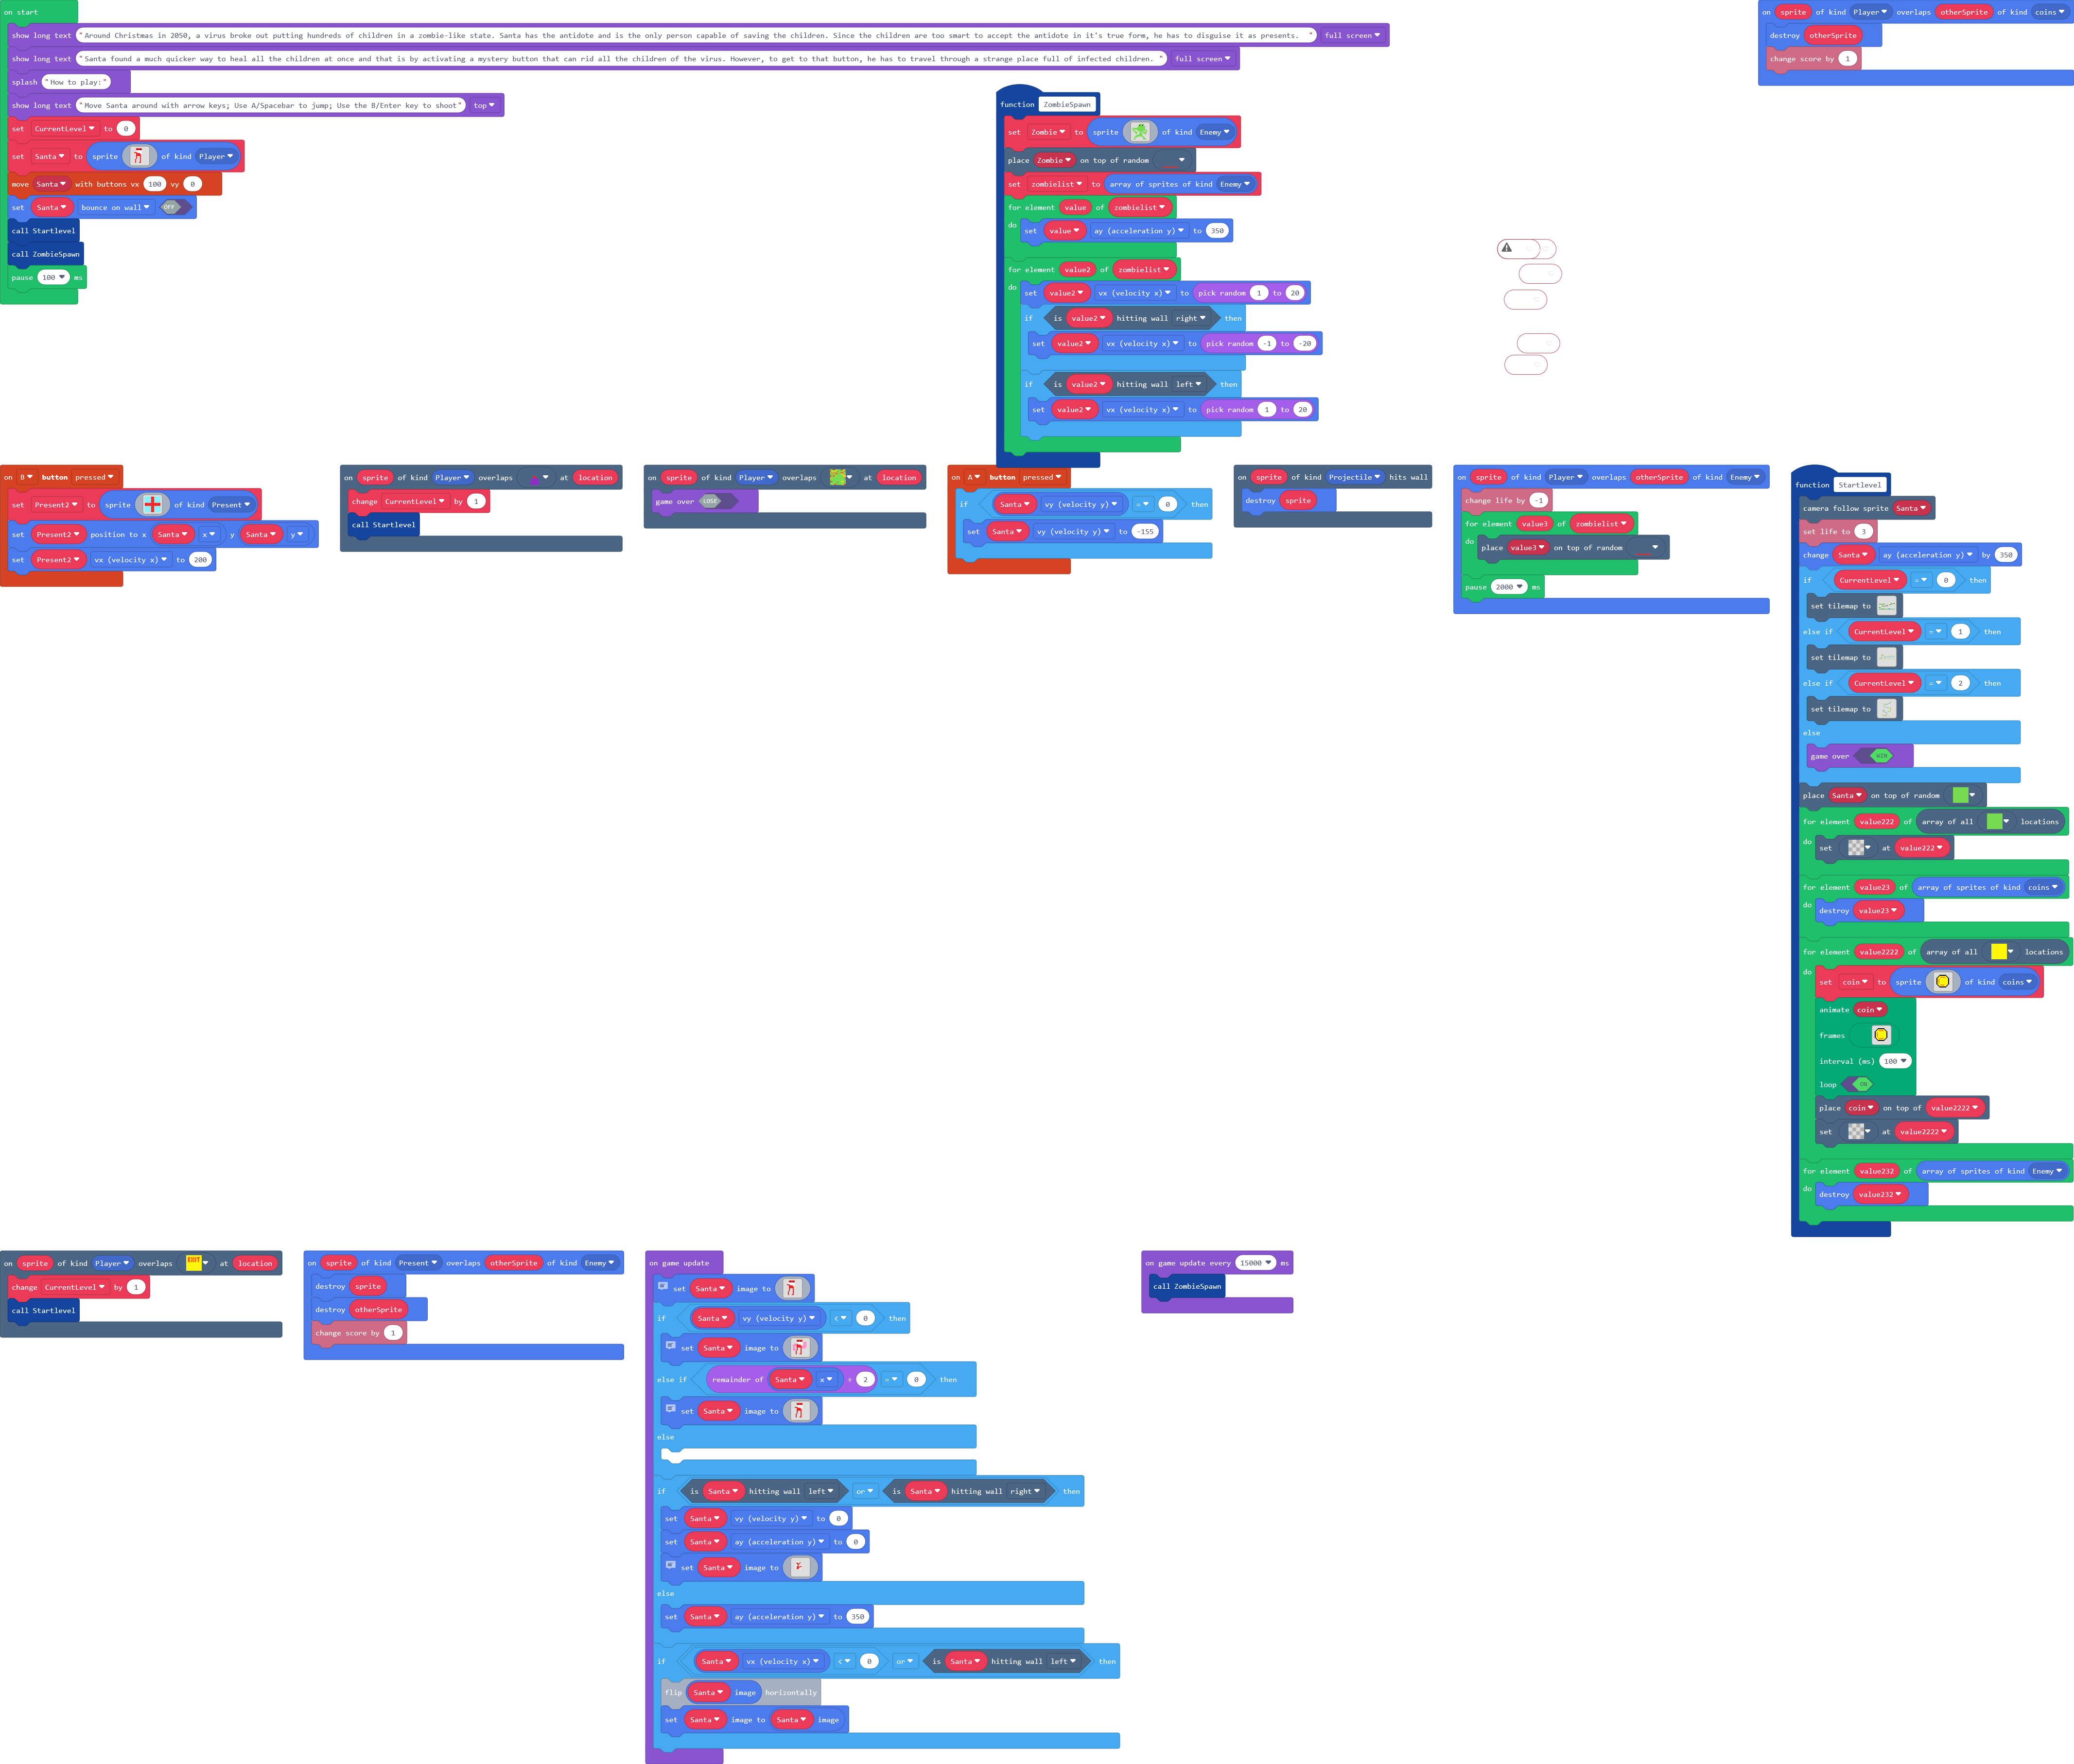 on start
show long text "Around Christmas in 2050, a virus broke out putting hundreds of children in a zombie-like state. Santa has the antidote and is the only person capable of saving the children. Since the children are too smart to accept the antidote in it's true form, he has to disguise it as presents. " full screen
show long text "Santa found a much quicker way to heal all the children at once and that is by activating a mystery button that can rid all the children of the virus. However, to get to that button, he has to travel through a strange place full of infected children. " full screen
splash "How to play:"
show long text "Move Santa around with arrow keys; Use A/Spacebar to jump; Use the B/Enter key to shoot" top
set CurrentLevel to 0
set Santa to sprite of kind Player
move Santa with buttons vx 100 vy 0
set Santa bounce on wall OFF
call Startlevel
call ZombieSpawn
pause 100 ms
function ZombieSpawn
set Zombie to sprite of kind Enemy
place Zombie on top of random
set zombielist to array of sprites of kind Enemy
for element value of zombielist
do set value ay (acceleration y) to 350
for element value2 of zombielist
do set value2 vx (velocity x) to pick random 1 to 20
if is value2 hitting wall right then
set value2 vx (velocity x) to pick random -1 to -20
if is value2 hitting wall left then
set value2 vx (velocity x) to pick random 1 to 20
on sprite of kind Player overlaps otherSprite of kind coins
destroy otherSprite
change score by 1
on B button pressed
set Present2 to sprite of kind Present
set Present2 position to x Santa x y Santa y
set Present2 vx (velocity x) to 200
on sprite of kind Player overlaps at location
change CurrentLevel by 1
call Startlevel
on sprite of kind Player overlaps at location
game over LOSE
on A button pressed
if Santa vy (velocity y) = 0 then
set Santa vy (velocity y) to -155
on sprite of kind Projectile hits wall
destroy sprite
on sprite of kind Player overlaps otherSprite of kind Enemy
change life by -1
for element value3 of zombielist
do place value3 on top of random
pause 2000 ms
function Startlevel
camera follow sprite Santa
set life to 3
change Santa ay (acceleration y) by 350
if CurrentLevel = 0 then
set tilemap to
else if CurrentLevel = 1 then
set tilemap to
else if CurrentLevel = 2 then
set tilemap to
else
game over WIN
place Santa on top of random
for element value222 of array of all locations
do set at value222
for element value23 of array of sprites of kind coins
do destroy value23
for element value2222 of array of all locations
do set coin to sprite of kind coins
animate coin
frames
interval (ms) 100
loop ON
place coin on top of value2222
set at value2222
for element value232 of array of sprites of kind Enemy
do destroy value232
on sprite of kind Player overlaps EXIT at location
change CurrentLevel by 1
call Startlevel
on sprite of kind Present overlaps otherSprite of kind Enemy
destroy sprite
destroy otherSprite
change score by 1
on game update
set Santa image to
if Santa vy (velocity y) < 0 then
set Santa image to
else if remainder of Santa x ÷ 2 = 0 then
set Santa image to
else
if is Santa hitting wall left or is Santa hitting wall right then
set Santa vy (velocity y) to 0
set Santa ay (acceleration y) to 0
set Santa image to
else
set Santa ay (acceleration y) to 350
if Santa vx (velocity x) < 0 or is Santa hitting wall left then
flip Santa image horizontally
set Santa image to Santa image
on game update every 15000 ms
call ZombieSpawn